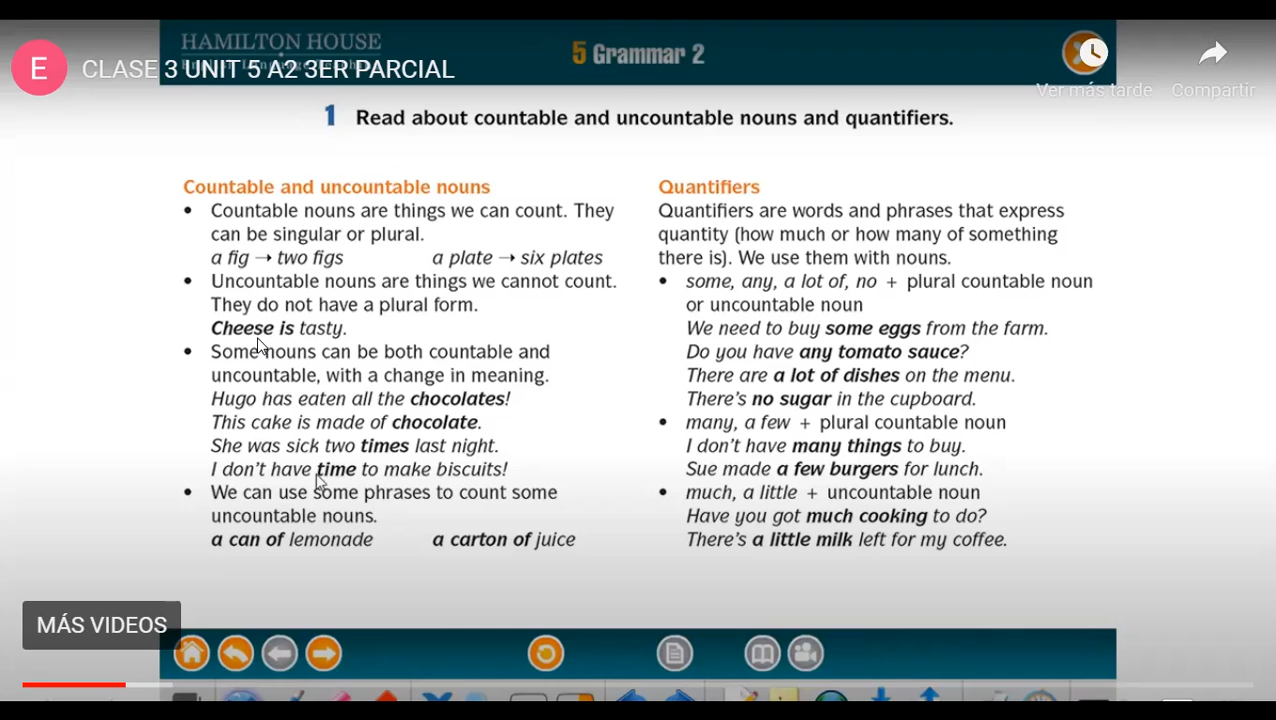 HAMILTON HOUSE
5 Grammar 2
E
CLASE 3 UNIT 5 A2 3ER PARCIAL
Ver más tarde
Compartir
1 Read about countable and uncountable nouns and quantifiers.
Countable and uncountable nouns
• Countable nouns are things we can count. They
can be singular or plural.
a fig → two figs a plate → six plates
• Uncountable nouns are things we cannot count.
They do not have a plural form.
Cheese is tasty.
• Some nouns can be both countable and
uncountable, with a change in meaning.
Hugo has eaten all the chocolates!
This cake is made of chocolate.
She was sick two times last night.
I don't have time to make biscuits!
• We can use some phrases to count some
uncountable nouns.
a can of lemonade a carton of juice
Quantifiers
Quantifiers are words and phrases that express
quantity (how much or how many of something
there is). We use them with nouns.
• some, any, a lot of, no + plural countable noun
or uncountable noun
We need to buy some eggs from the farm.
Do you have any tomato sauce?
There are a lot of dishes on the menu.
There's no sugar in the cupboard.
• many, a few + plural countable noun
I don't have many things to buy.
Sue made a few burgers for lunch.
• much, a little + uncountable noun
Have you got much cooking to do?
There's a little milk left for my coffee.
MÁS VIDEOS